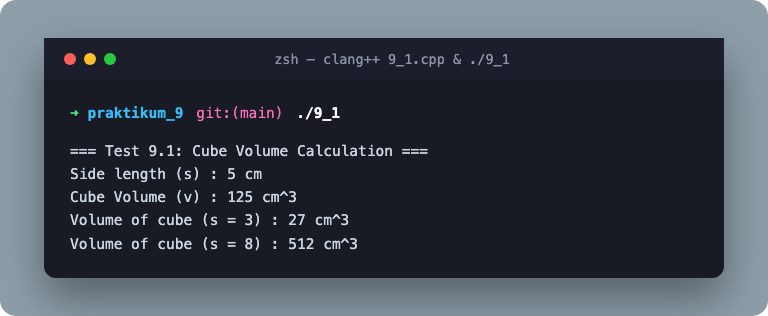 zsh — clang++ 9_1.cpp & ./9_1
➜ praktikum_9 git:(main) ./9_1
=== Test 9.1: Cube Volume Calculation ===
Side length (s) : 5 cm
Cube Volume (v) : 125 cm^3
Volume of cube (s = 3) : 27 cm^3
Volume of cube (s = 8) : 512 cm^3